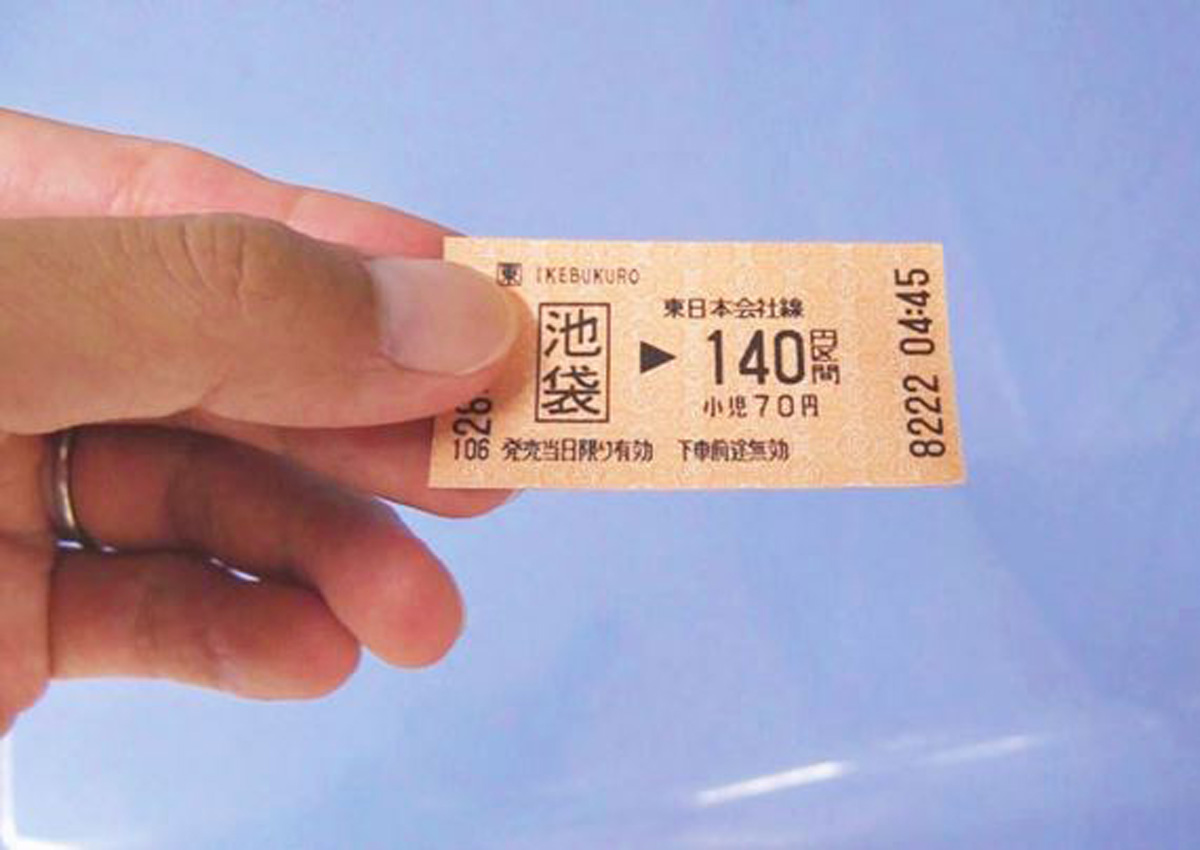 東 IKEBUKURO
池袋 ▶ 東日本会社線
140円区間
小児70円
28.
106 発売当日限り有効 下車前途無効
8222 04:45